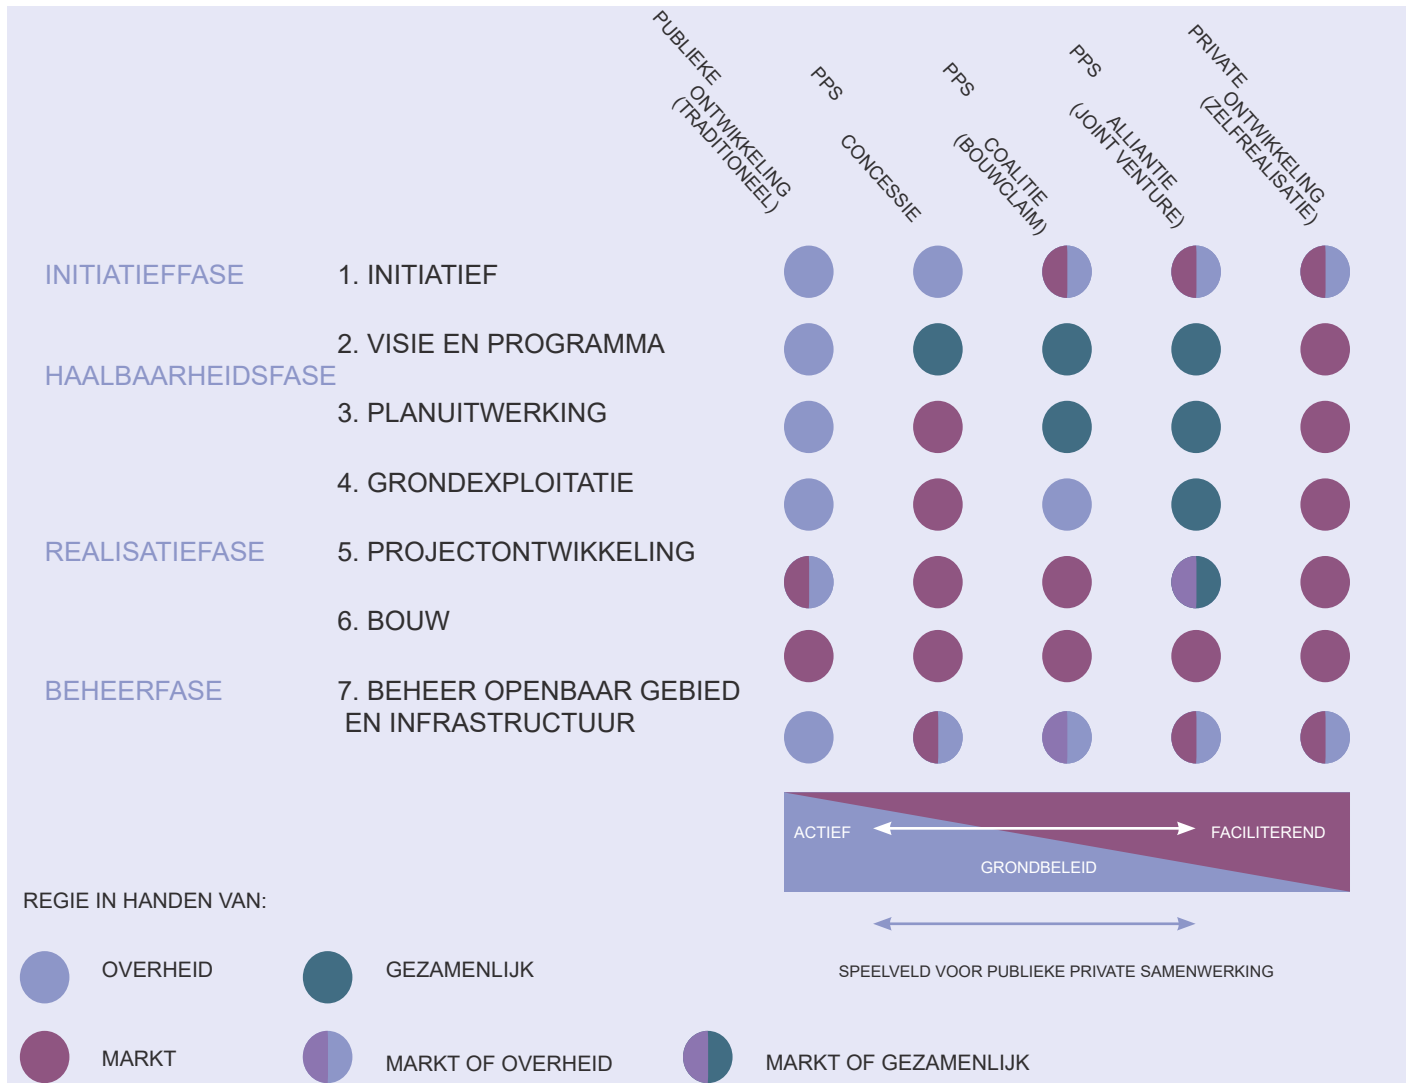 PUBLIEKE
ONTWIKKELING
(TRADITIONEEL)
PPS
CONCESSIE
PPS
COALITIE
(BOUWCLAIM)
PPS
ALLIANTIE
(JOINT VENTURE)
PRIVATE
ONTWIKKELING
(ZELFREALISATIE)
INITIATIEFFASE
1. INITIATIEF
2. VISIE EN PROGRAMMA
HAALBAARHEIDSFASE
3. PLANUITWERKING
4. GRONDEXPLOITATIE
REALISATIEFASE
5. PROJECTONTWIKKELING
6. BOUW
BEHEERFASE
7. BEHEER OPENBAAR GEBIED
EN INFRASTRUCTUUR
ACTIEF
FACILITEREND
GRONDBELEID
SPEELVELD VOOR PUBLIEKE PRIVATE SAMENWERKING
REGIE IN HANDEN VAN:
OVERHEID
GEZAMENLIJK
MARKT
MARKT OF OVERHEID
MARKT OF GEZAMENLIJK